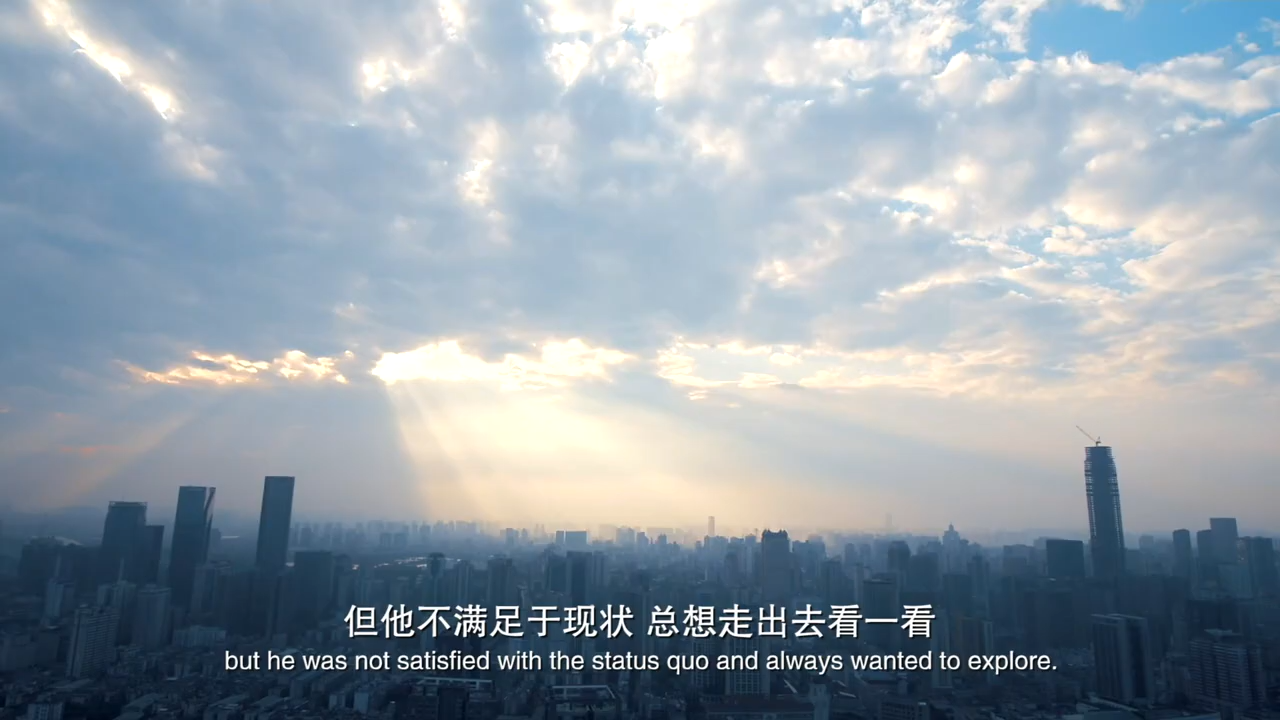 但他不满足于现状 总想走出去看一看
but he was not satisfied with the status quo and always wanted to explore.